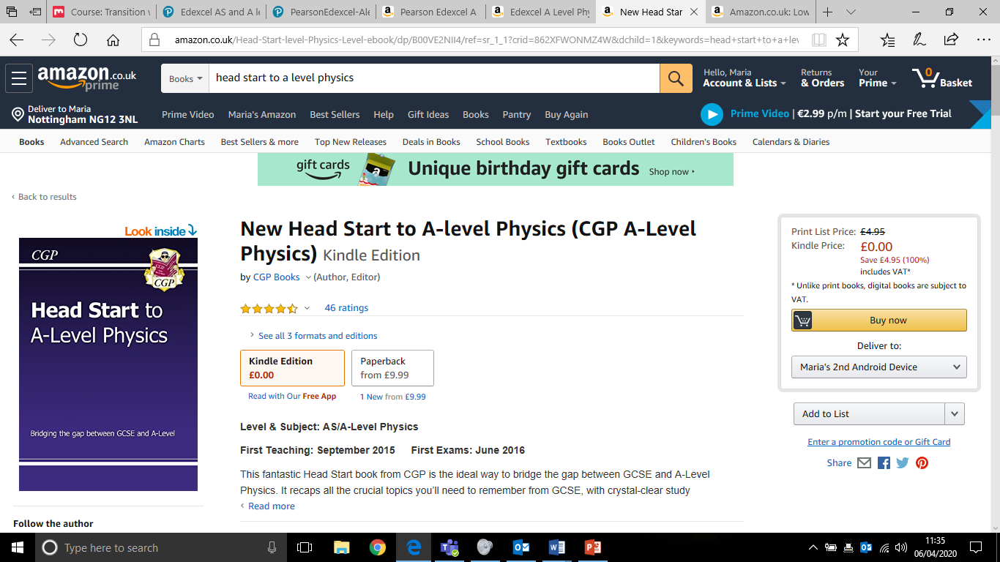 Course: Transition w
Edexcel AS and A le
PearsonEdexcel-Ale
Pearson Edexcel A
Edexcel A Level Phy
New Head Star
Amazon.co.uk: Low
amazon.co.uk/Head-Start-level-Physics-Level-ebook/dp/B00VE2NII4/ref=sr_1_1?crid=862XFWONMZ4W&dchild=1&keywords=head+start+to+a+lev
amazon.co.uk
prime
Books
head start to a level physics
Hello, Maria
Account & Lists
Returns
& Orders
Your
Prime
0
Basket
Deliver to Maria
Nottingham NG12 3NL
Prime Video Maria's Amazon Best Sellers Help Gift Ideas Books Pantry Buy Again
Prime Video | €2.99 p/m | Start your Free Trial
Books Advanced Search Amazon Charts Best Sellers & more Top New Releases Deals in Books School Books Textbooks Books Outlet Children's Books Calendars & Diaries
gift cards Unique birthday gift cards Shop now ›
‹ Back to results
Look inside
CGP
CGP
Head Start to
A-Level Physics
Bridging the gap between GCSE and A-Level
Follow the author
New Head Start to A-level Physics (CGP A-Level
Physics) Kindle Edition
by CGP Books (Author, Editor)
46 ratings
› See all 3 formats and editions
Kindle Edition
£0.00
Read with Our Free App
Paperback
from £9.99
1 New from £9.99
Level & Subject: AS/A-Level Physics
First Teaching: September 2015 First Exams: June 2016
This fantastic Head Start book from CGP is the ideal way to bridge the gap between GCSE and A-Level
Physics. It recaps all the crucial topics you’ll need to remember from GCSE, with crystal-clear study
‹ Read more
Print List Price: £4.95
Kindle Price: £0.00
Save £4.95 (100%)
includes VAT*
* Unlike print books, digital books are subject to
VAT.
Buy now
Deliver to:
Maria's 2nd Android Device
Add to List
Enter a promotion code or Gift Card
Share
Type here to search
11:35
06/04/2020